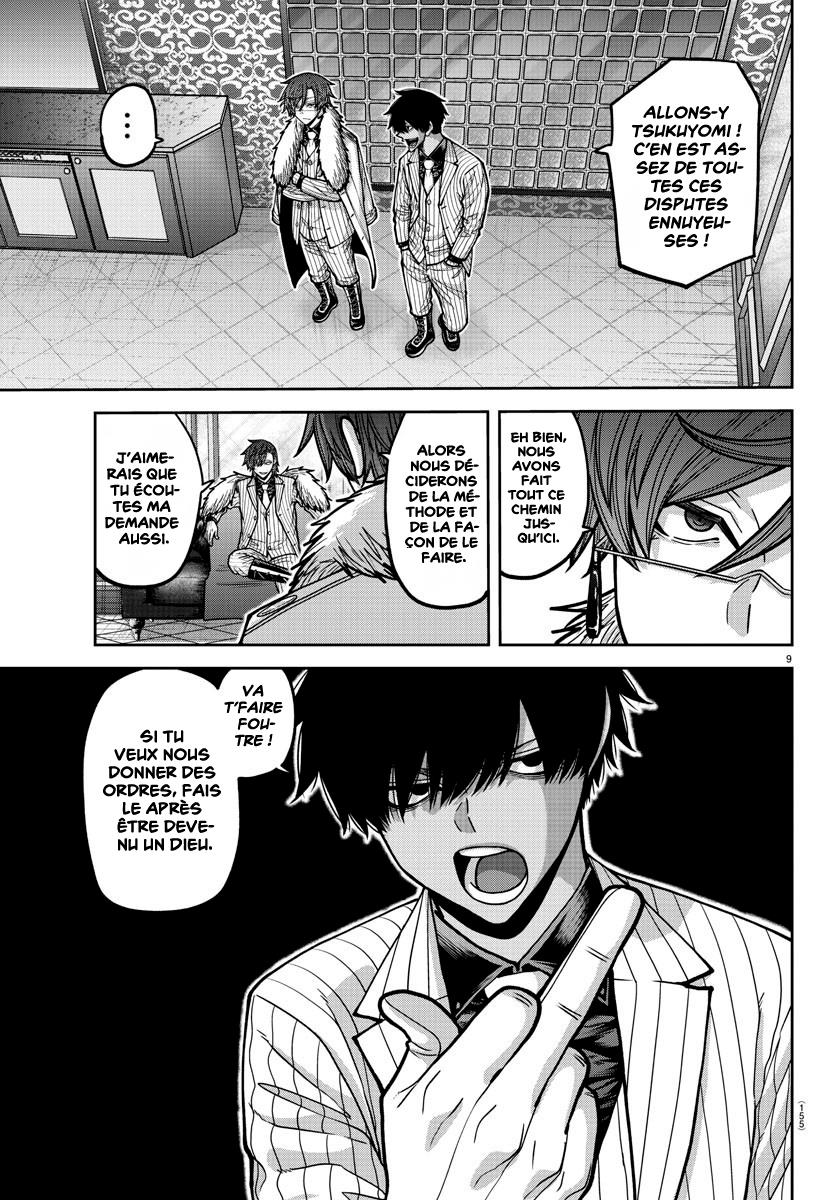 ALLONS-Y
TSUKUYOMI !
C'EN EST AS-
SEZ DE TOU-
TES CES
DISPUTES
ENNUYEU-
SES !
...
EH BIEN,
NOUS
AVONS
FAIT
TOUT CE
CHEMIN
JUS-
QU'ICI.
ALORS
NOUS DÉ-
CIDERONS
DE LA MÉ-
THODE ET
DE LA FA-
ÇON DE LE
FAIRE.
J'AIME-
RAIS QUE
TU ÉCOU-
TES MA
DEMANDE
AUSSI.
9
VA
T'FAIRE
FOU-
TRE !
SI TU
VEUX NOUS
DONNER DES
ORDRES, FAIS
LE APRÈS
ÊTRE DEVE-
NU UN DIEU.
(155)